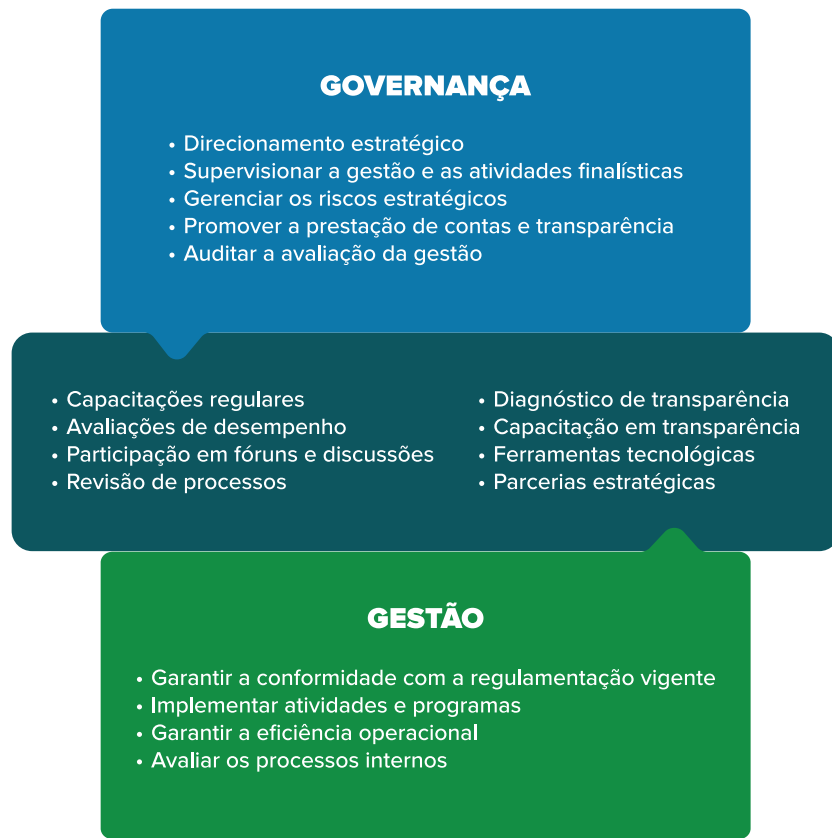 GOVERNANÇA
• Direcionamento estratégico
• Supervisionar a gestão e as atividades finalísticas
• Gerenciar os riscos estratégicos
• Promover a prestação de contas e transparência
• Auditar a avaliação da gestão
• Capacitações regulares
• Avaliações de desempenho
• Participação em fóruns e discussões
• Revisão de processos
• Diagnóstico de transparência
• Capacitação em transparência
• Ferramentas tecnológicas
• Parcerias estratégicas
GESTÃO
• Garantir a conformidade com a regulamentação vigente
• Implementar atividades e programas
• Garantir a eficiência operacional
• Avaliar os processos internos